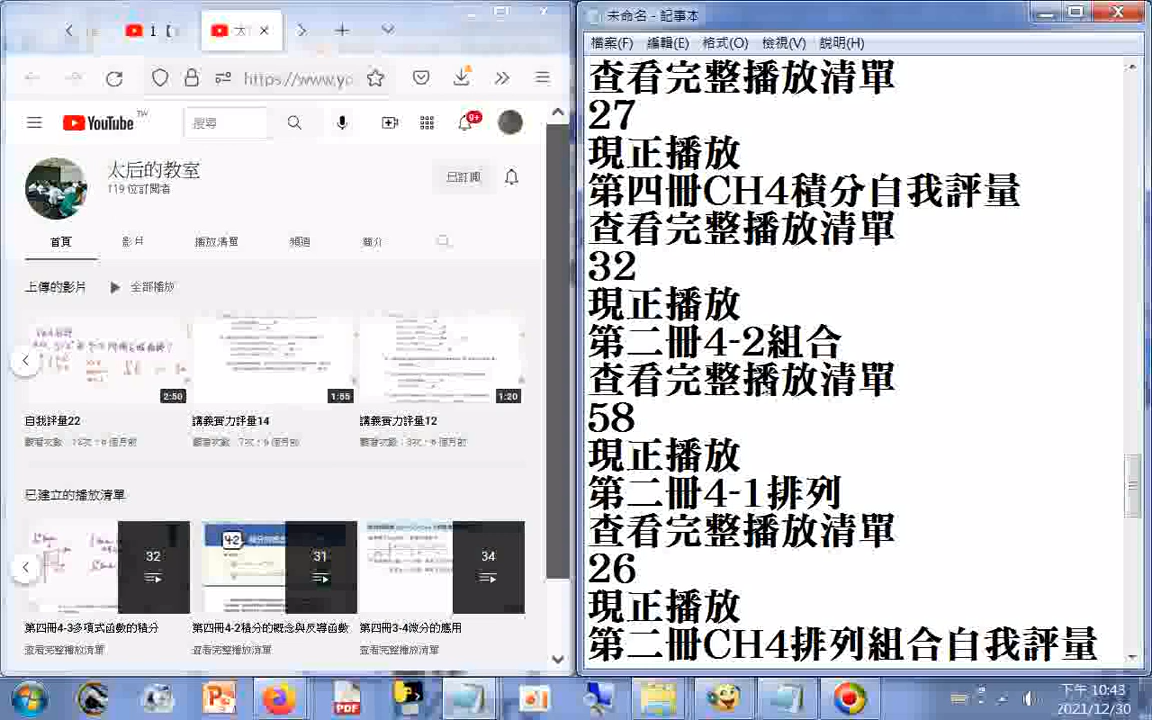 https://www.yo
YouTube TW
搜尋
9+
太后的教室
119 位訂閱者
已訂閱
首頁 影片 播放清單 頻道 簡介
上傳的影片 全部播放
2:50 1:55 1:20
自我評量22 講義實力評量14 講義實力評量12
已建立的播放清單
32 31 34
4-2
第四冊4-3多項式函數的積分 第四冊4-2積分的概念與反導函數 第四冊3-4微分的應用
查看完整播放清單 查看完整播放清單 查看完整播放清單
未命名 - 記事本
檔案(F) 編輯(E) 格式(O) 檢視(V) 說明(H)
查看完整播放清單
27
現正播放
第四冊CH4積分自我評量
查看完整播放清單
32
現正播放
第二冊4-2組合
查看完整播放清單
58
現正播放
第二冊4-1排列
查看完整播放清單
26
現正播放
第二冊CH4排列組合自我評量
PDF
下午 10:43
2021/12/30